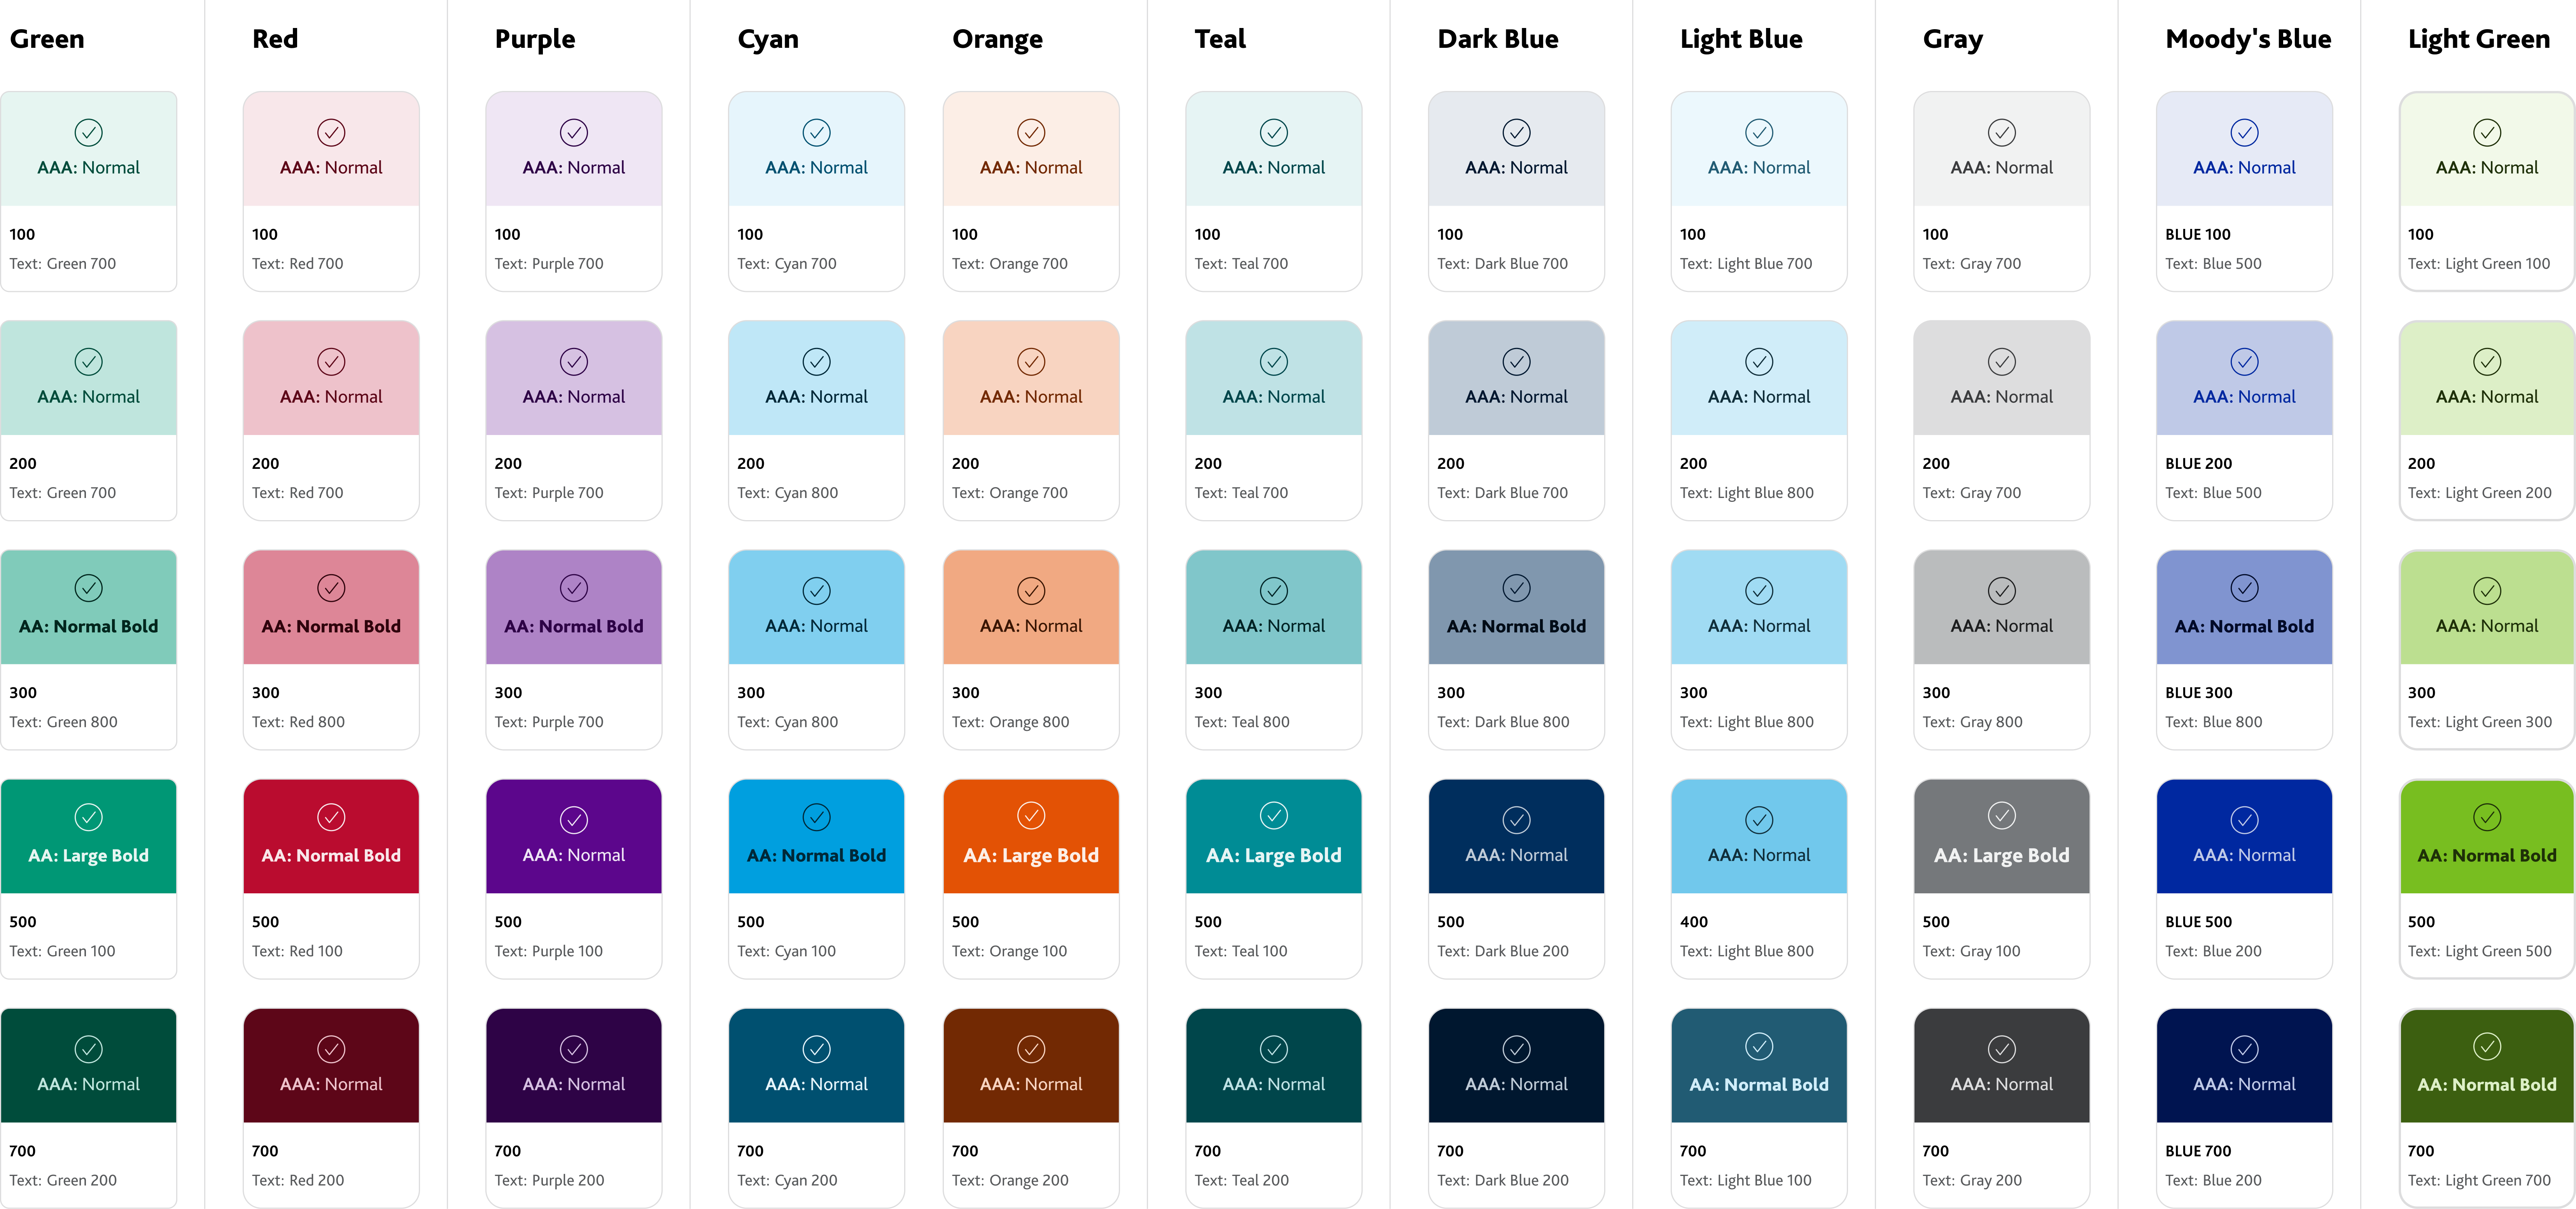 Green
AAA: Normal
100
Text: Green 700
AAA: Normal
200
Text: Green 700
AA: Normal Bold
300
Text: Green 800
AA: Large Bold
500
Text: Green 100
AAA: Normal
700
Text: Green 200
Red
AAA: Normal
100
Text: Red 700
AAA: Normal
200
Text: Red 700
AA: Normal Bold
300
Text: Red 800
AA: Normal Bold
500
Text: Red 100
AAA: Normal
700
Text: Red 200
Purple
AAA: Normal
100
Text: Purple 700
AAA: Normal
200
Text: Purple 700
AA: Normal Bold
300
Text: Purple 700
AAA: Normal
500
Text: Purple 100
AAA: Normal
700
Text: Purple 200
Cyan
AAA: Normal
100
Text: Cyan 700
AAA: Normal
200
Text: Cyan 800
AAA: Normal
300
Text: Cyan 800
AA: Normal Bold
500
Text: Cyan 100
AAA: Normal
700
Text: Cyan 200
Orange
AAA: Normal
100
Text: Orange 700
AAA: Normal
200
Text: Orange 700
AAA: Normal
300
Text: Orange 800
AA: Large Bold
500
Text: Orange 100
AAA: Normal
700
Text: Orange 200
Teal
AAA: Normal
100
Text: Teal 700
AAA: Normal
200
Text: Teal 700
AAA: Normal
300
Text: Teal 800
AA: Large Bold
500
Text: Teal 100
AAA: Normal
700
Text: Teal 200
Dark Blue
AAA: Normal
100
Text: Dark Blue 700
AAA: Normal
200
Text: Dark Blue 700
AA: Normal Bold
300
Text: Dark Blue 800
AAA: Normal
500
Text: Dark Blue 200
AAA: Normal
700
Text: Dark Blue 200
Light Blue
AAA: Normal
100
Text: Light Blue 700
AAA: Normal
200
Text: Light Blue 800
AAA: Normal
300
Text: Light Blue 800
AAA: Normal
400
Text: Light Blue 800
AA: Normal Bold
700
Text: Light Blue 100
Gray
AAA: Normal
100
Text: Gray 700
AAA: Normal
200
Text: Gray 700
AAA: Normal
300
Text: Gray 800
AA: Large Bold
500
Text: Gray 100
AAA: Normal
700
Text: Gray 200
Moody's Blue
AAA: Normal
BLUE 100
Text: Blue 500
AAA: Normal
BLUE 200
Text: Blue 500
AA: Normal Bold
BLUE 300
Text: Blue 800
AAA: Normal
BLUE 500
Text: Blue 200
AAA: Normal
BLUE 700
Text: Blue 200
Light Green
AAA: Normal
100
Text: Light Green 100
AAA: Normal
200
Text: Light Green 200
AAA: Normal
300
Text: Light Green 300
AA: Normal Bold
500
Text: Light Green 500
AA: Normal Bold
700
Text: Light Green 700